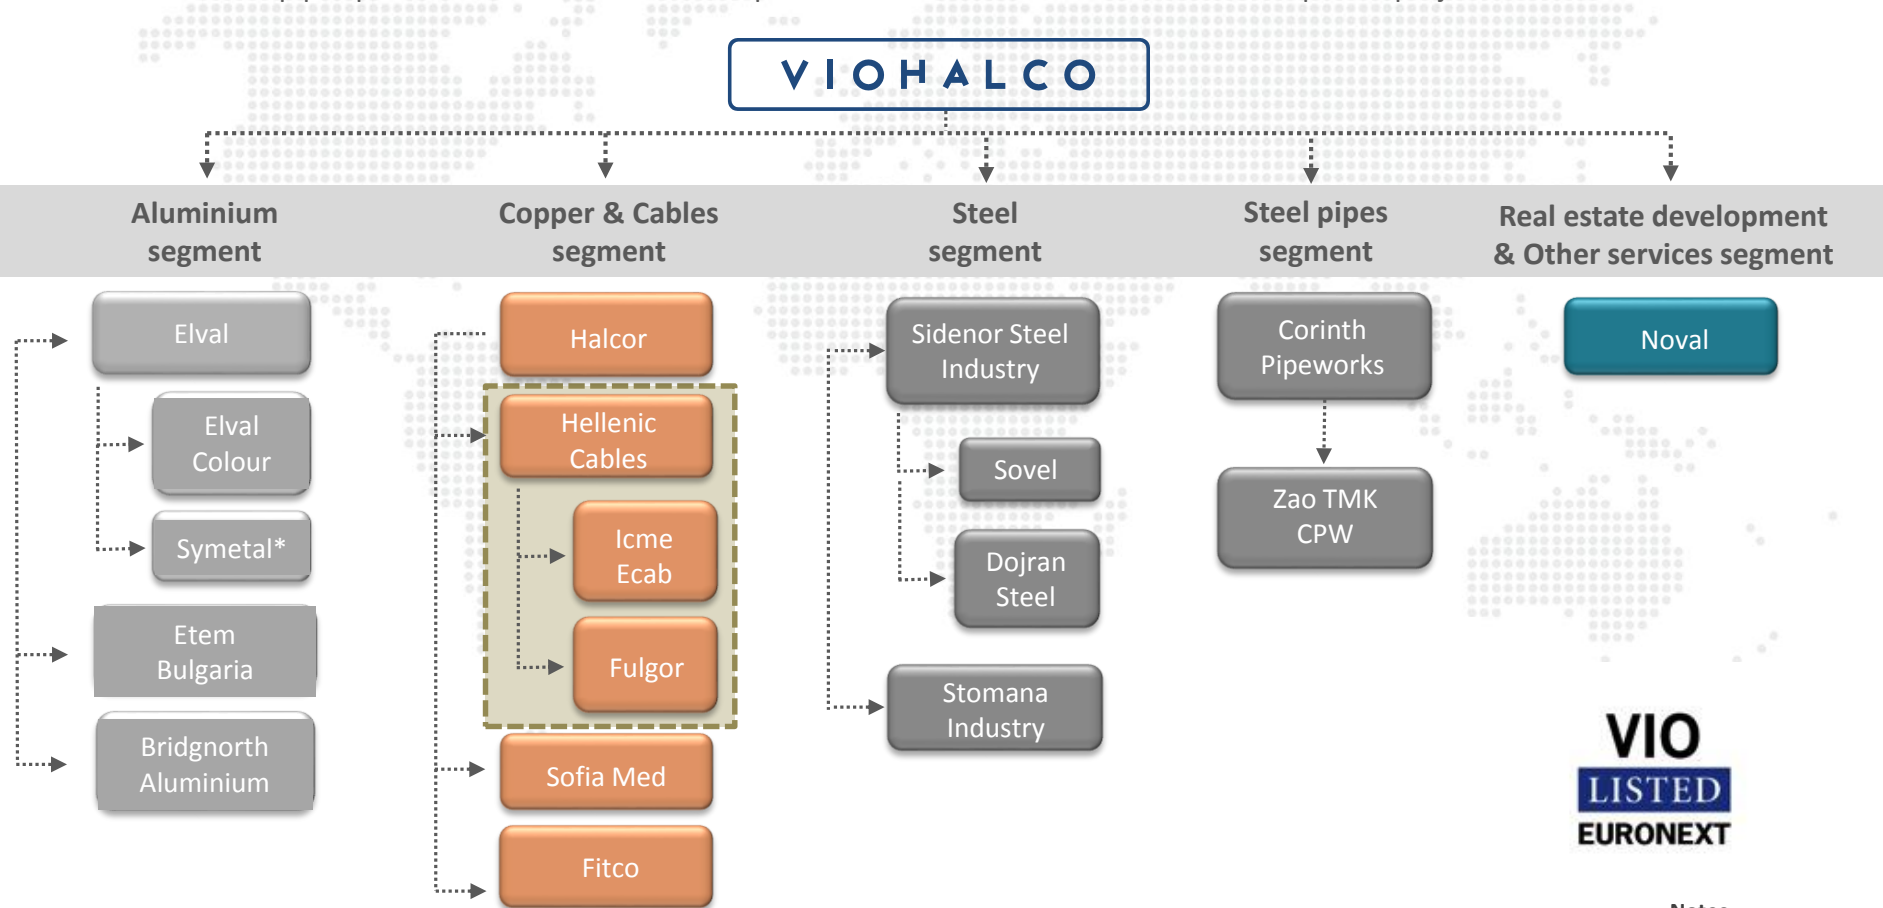 VIOHALCO
Aluminium
segment
Copper & Cables
segment
Steel
segment
Steel pipes
segment
Real estate development
& Other services segment
Elval
Elval
Colour
Symetal*
Etem
Bulgaria
Bridgnorth
Aluminium
Halcor
Hellenic
Cables
Icme
Ecab
Fulgor
Sofia Med
Fitco
Sidenor Steel
Industry
Sovel
Dojran
Steel
Stomana
Industry
Corinth
Pipeworks
Zao TMK
CPW
Noval
VIO
LISTED
EURONEXT